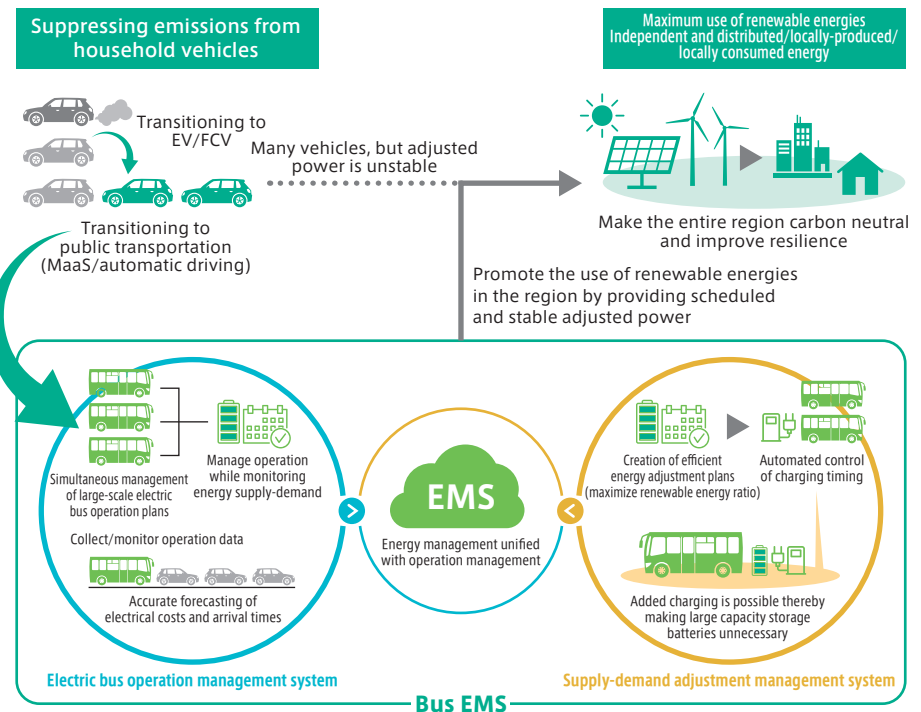 Suppressing emissions from
household vehicles
Maximum use of renewable energies
Independent and distributed/locally-produced/
locally consumed energy
Transitioning to
EV/FCV
Many vehicles, but adjusted
power is unstable
Transitioning to
public transportation
(MaaS/automatic driving)
Make the entire region carbon neutral
and improve resilience
Promote the use of renewable energies
in the region by providing scheduled
and stable adjusted power
Simultaneous management
of large-scale electric
bus operation plans
Manage operation
while monitoring
energy supply-demand
Collect/monitor operation data
Accurate forecasting of
electrical costs and arrival times
Electric bus operation management system
EMS
Energy management unified
with operation management
Creation of efficient
energy adjustment plans
(maximize renewable energy ratio)
Automated control
of charging timing
Added charging is possible thereby
making large capacity storage
batteries unnecessary
Supply-demand adjustment management system
Bus EMS